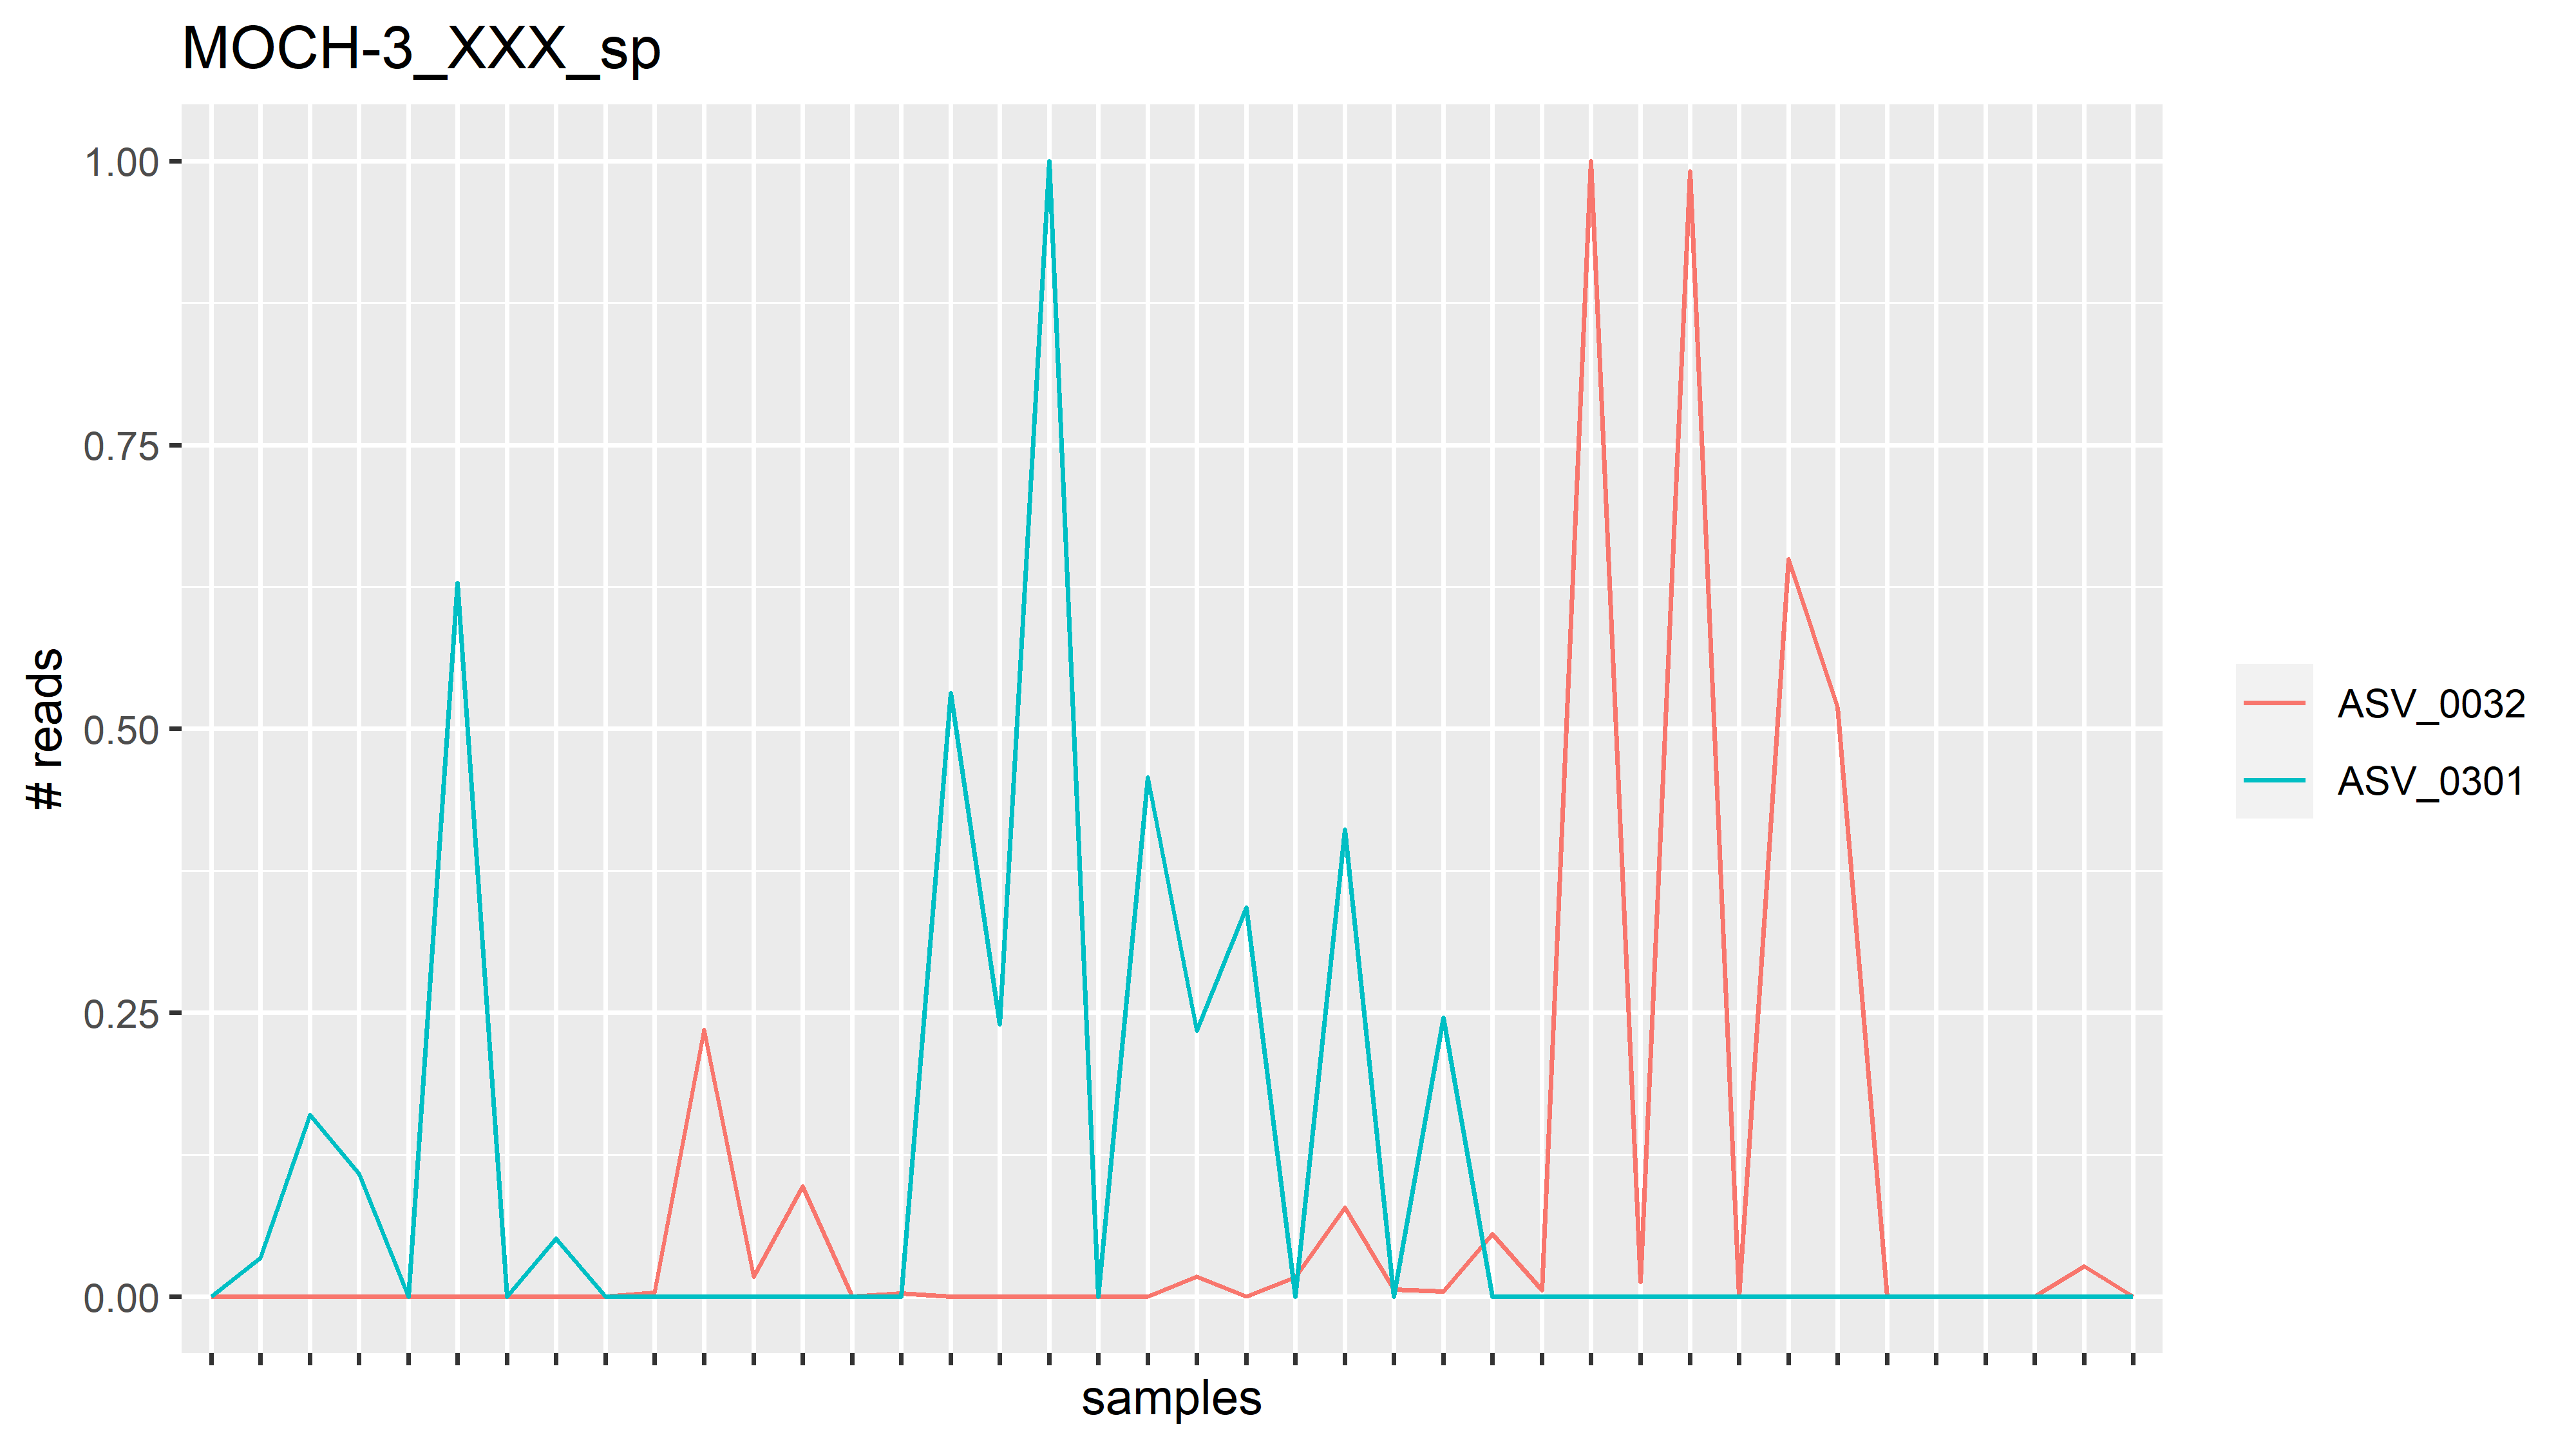 MOCH-3_XXX_sp
1.00
0.75
0.50
0.25
0.00
# reads
samples
ASV_0032
ASV_0301